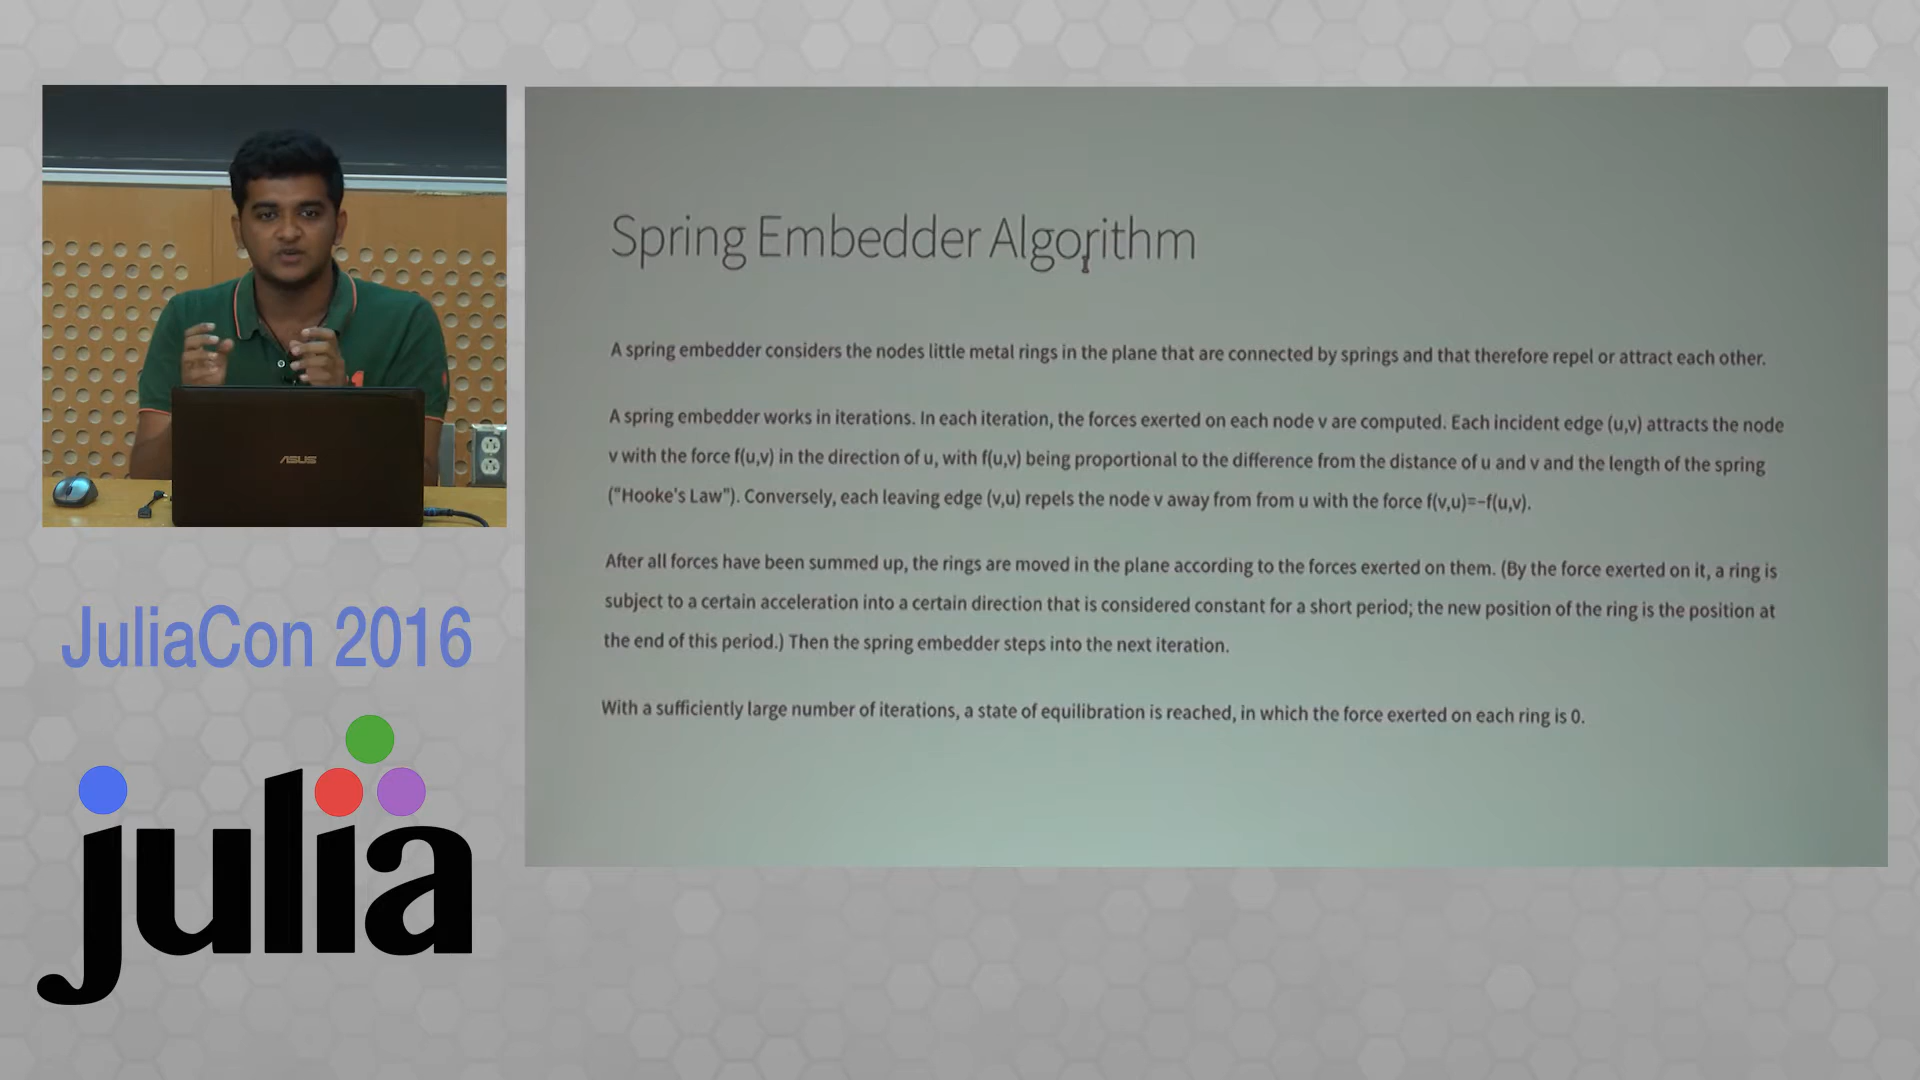 ASUS
JuliaCon 2016
julia
Spring Embedder Algorithm
A spring embedder considers the nodes little metal rings in the plane that are connected by springs and that therefore repel or attract each other.
A spring embedder works in iterations. In each iteration, the forces exerted on each node v are computed. Each incident edge (u,v) attracts the node
v with the force f(u,v) in the direction of u, with f(u,v) being proportional to the difference from the distance of u and v and the length of the spring
("Hooke's Law"). Conversely, each leaving edge (v,u) repels the node v away from from u with the force f(v,u)=−f(u,v).
After all forces have been summed up, the rings are moved in the plane according to the forces exerted on them. (By the force exerted on it, a ring is
subject to a certain acceleration into a certain direction that is considered constant for a short period; the new position of the ring is the position at
the end of this period.) Then the spring embedder steps into the next iteration.
With a sufficiently large number of iterations, a state of equilibration is reached, in which the force exerted on each ring is 0.